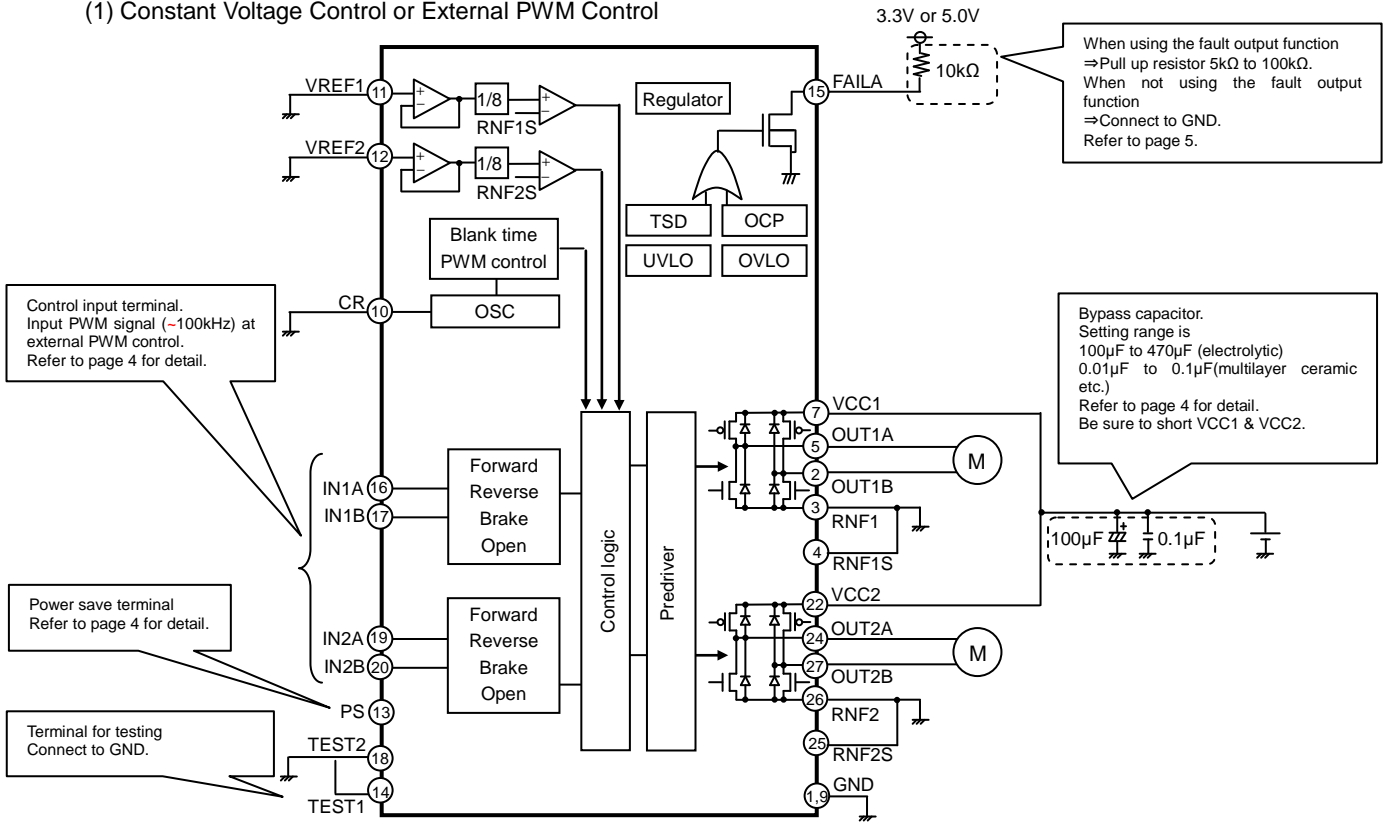 (1) Constant Voltage Control or External PWM Control
3.3V or 5.0V
10kΩ
When using the fault output function
⇒Pull up resistor 5kΩ to 100kΩ.
When not using the fault output
function
⇒Connect to GND.
Refer to page 5.
VREF1
11
+
−
1/8
RNF1S
+
−
Regulator
15
FAILA
VREF2
12
+
−
1/8
RNF2S
+
−
TSD
OCP
UVLO
OVLO
Blank time
PWM control
CR
10
OSC
Control input terminal.
Input PWM signal (~100kHz) at
external PWM control.
Refer to page 4 for detail.
Bypass capacitor.
Setting range is
100µF to 470µF (electrolytic)
0.01µF to 0.1µF(multilayer ceramic
etc.)
Refer to page 4 for detail.
Be sure to short VCC1 & VCC2.
7
VCC1
5
OUT1A
M
2
OUT1B
3
RNF1
4
RNF1S
IN1A
16
IN1B
17
Forward
Reverse
Brake
Open
Control logic
Predriver
100µF
+
0.1µF
Power save terminal
Refer to page 4 for detail.
IN2A
19
IN2B
20
Forward
Reverse
Brake
Open
22
VCC2
24
OUT2A
M
27
OUT2B
26
RNF2
25
RNF2S
PS
13
Terminal for testing
Connect to GND.
TEST2
18
14
TEST1
1,9
GND